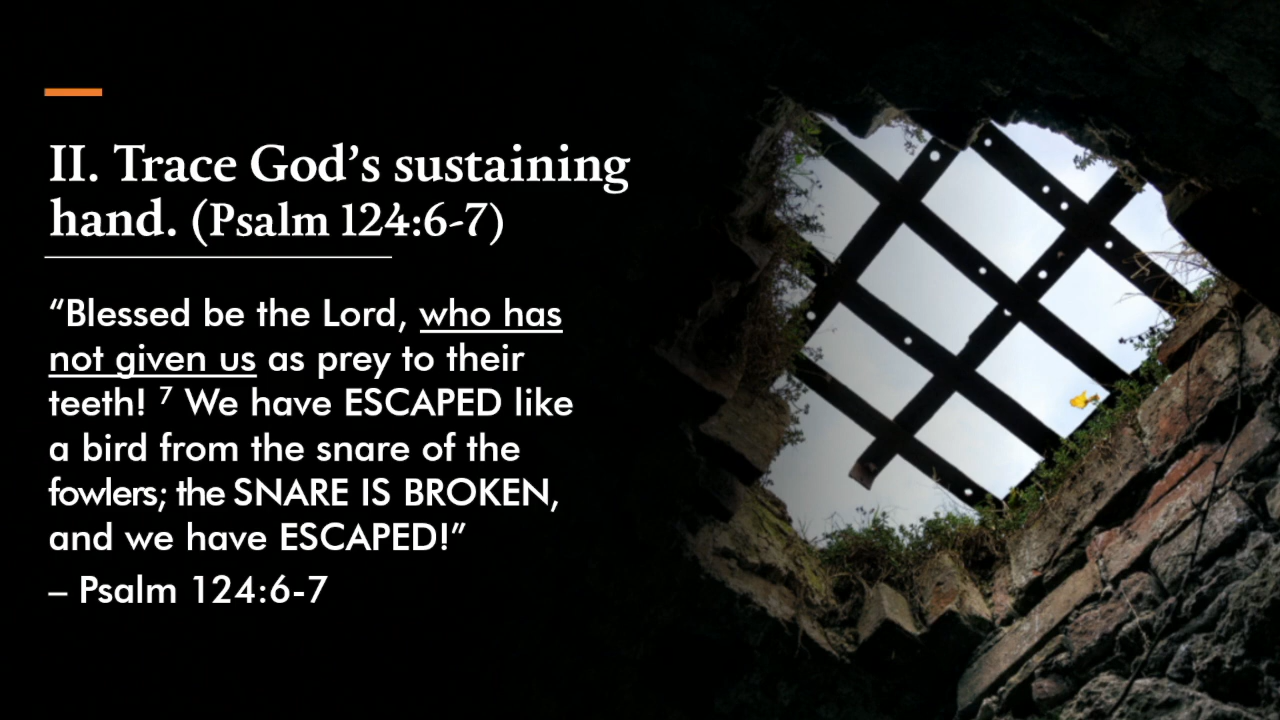 II. Trace God’s sustaining
hand. (Psalm 124:6-7)
“Blessed be the Lord, who has
not given us as prey to their
teeth! ⁷ We have ESCAPED like
a bird from the snare of the
fowlers; the SNARE IS BROKEN,
and we have ESCAPED!”
– Psalm 124:6-7